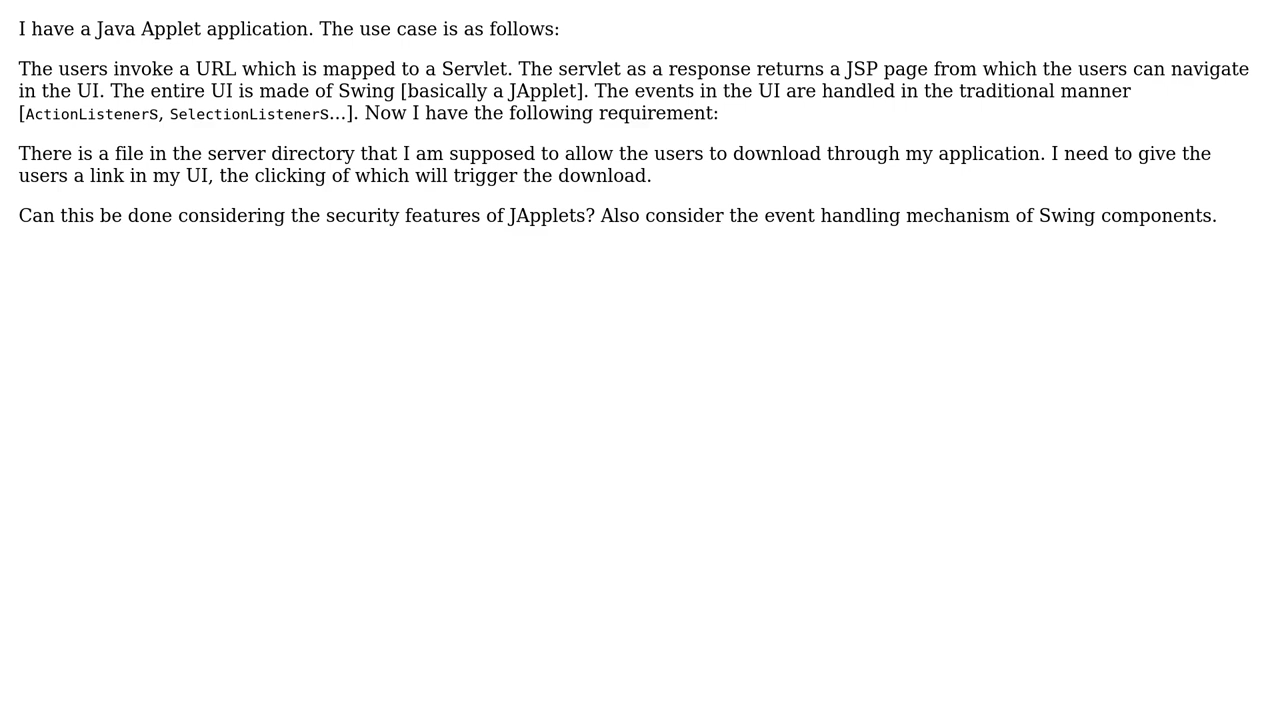 I have a Java Applet application. The use case is as follows:
The users invoke a URL which is mapped to a Servlet. The servlet as a response returns a JSP page from which the users can navigate
in the UI. The entire UI is made of Swing [basically a JApplet]. The events in the UI are handled in the traditional manner
[ActionListeners, SelectionListeners...]. Now I have the following requirement:
There is a file in the server directory that I am supposed to allow the users to download through my application. I need to give the
users a link in my UI, the clicking of which will trigger the download.
Can this be done considering the security features of JApplets? Also consider the event handling mechanism of Swing components.